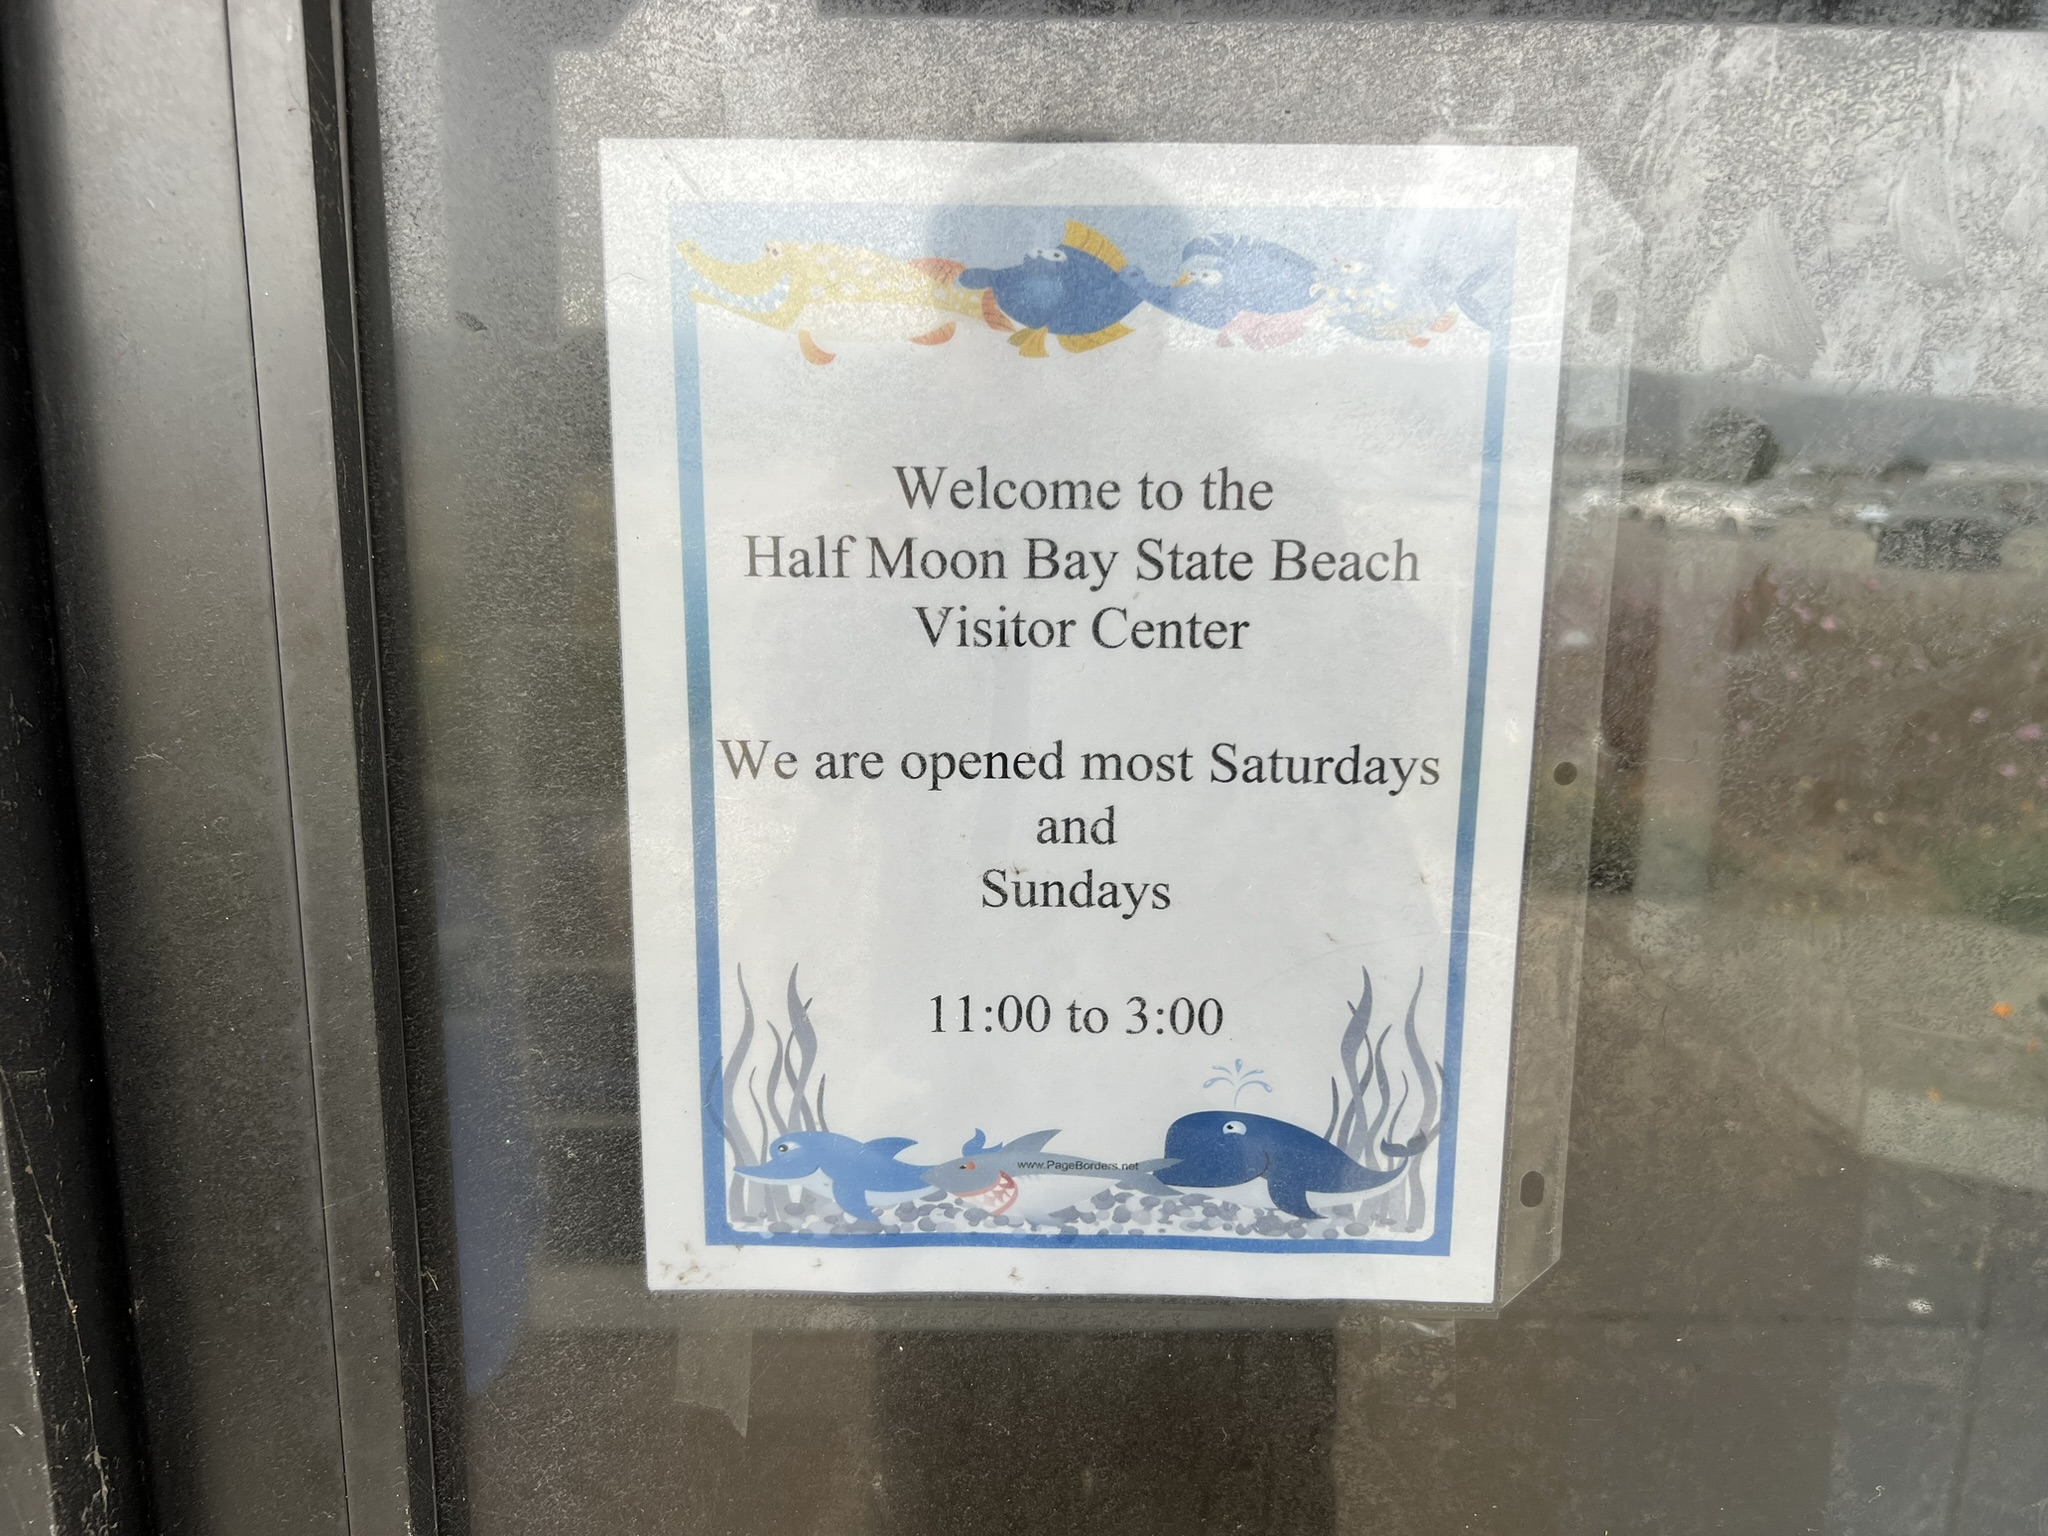 Welcome to the
Half Moon Bay State Beach
Visitor Center
We are opened most Saturdays
and
Sundays
11:00 to 3:00
www.PageBorders.net